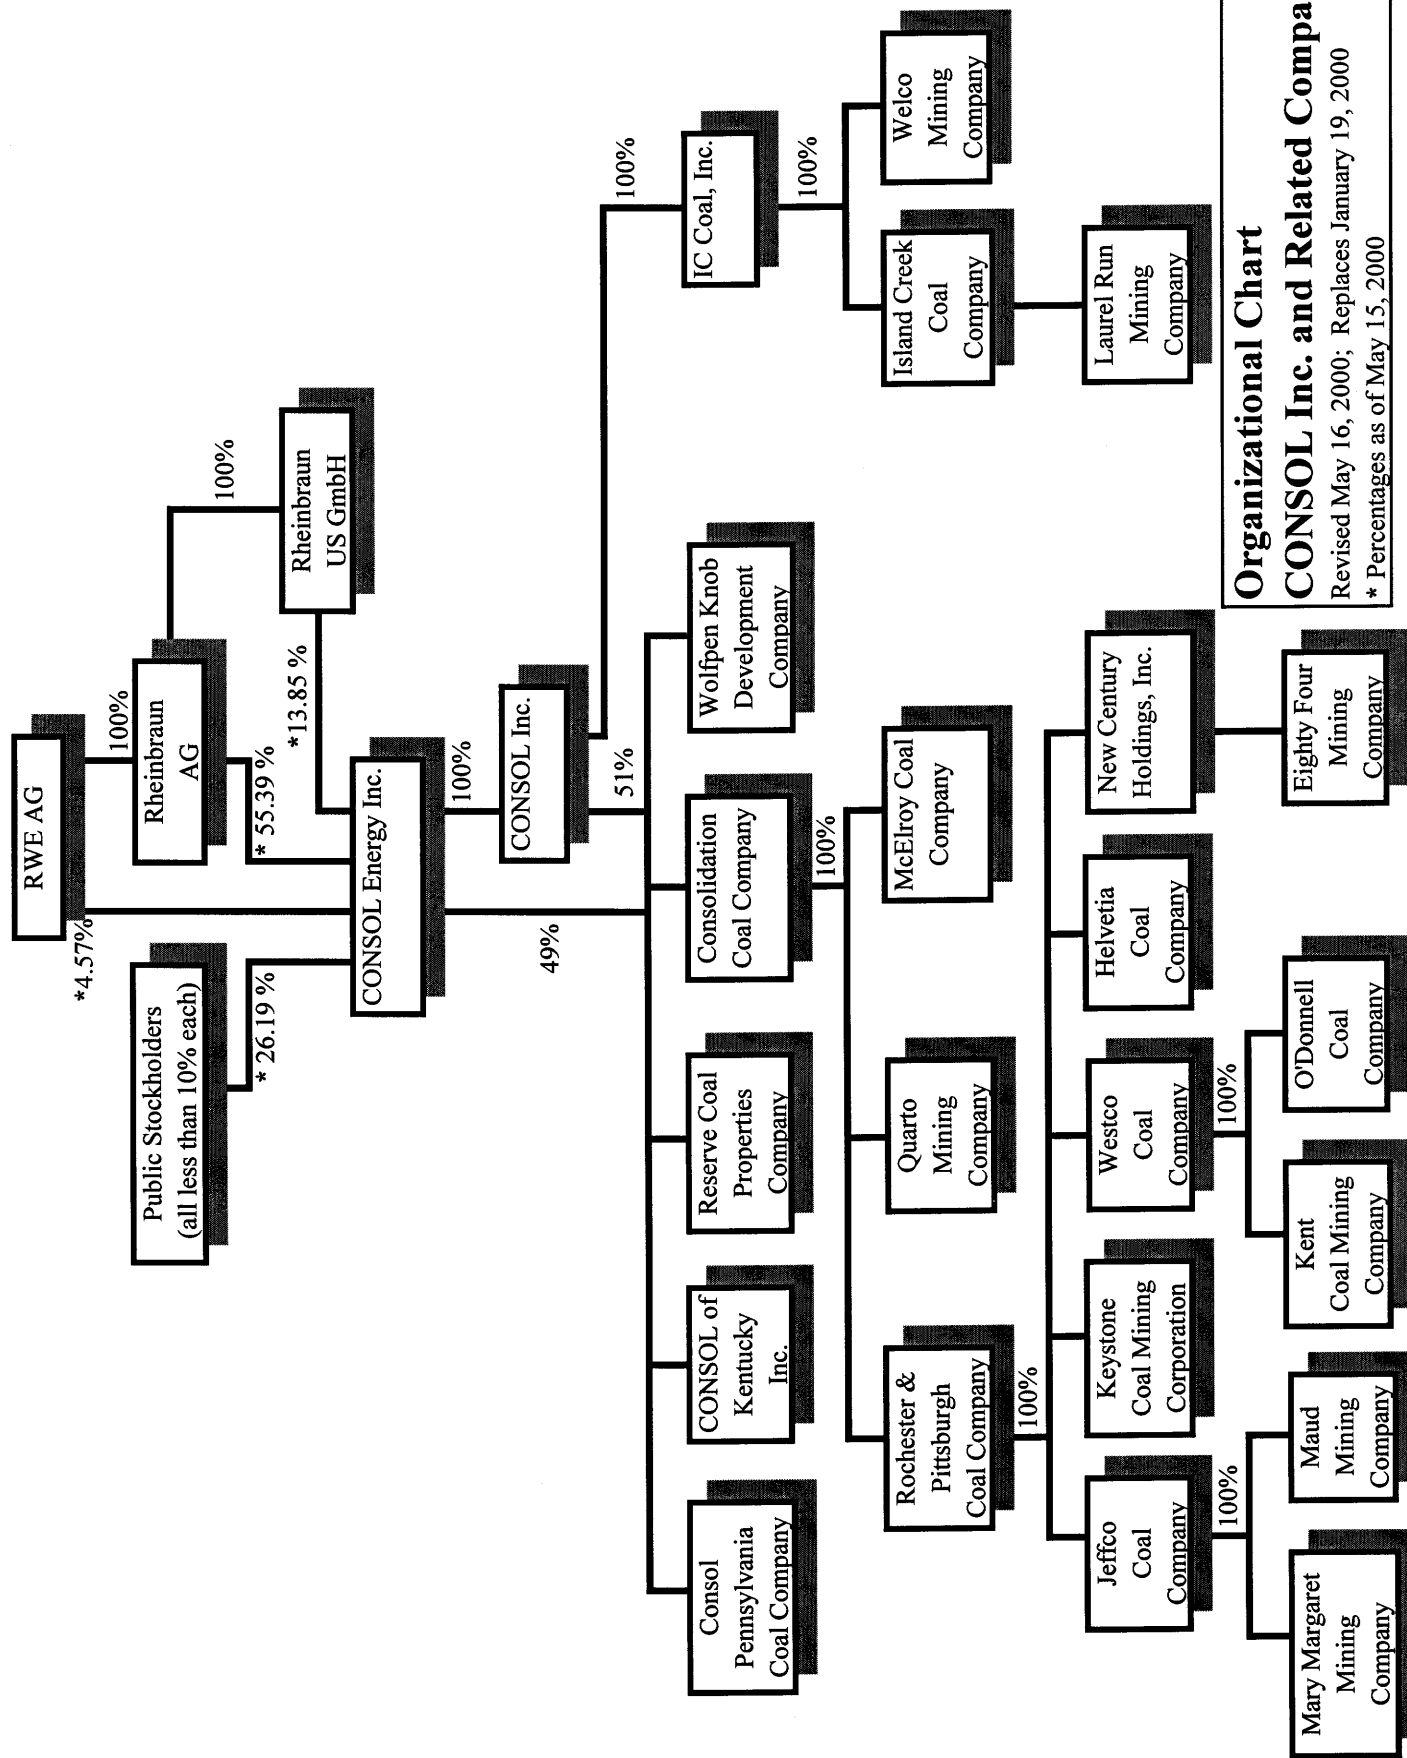 RWE AG
*4.57%
100%
Public Stockholders
(all less than 10% each)
Rheinbraun
AG
100%
* 26.19 %
* 55.39 %
*13.85 %
Rheinbraun
US GmbH
CONSOL Energy Inc.
100%
49%
CONSOL Inc.
51%
100%
Consol
Pennsylvania
Coal Company
CONSOL of
Kentucky
Inc.
Reserve Coal
Properties
Company
Consolidation
Coal Company
Wolfpen Knob
Development
Company
IC Coal, Inc.
100%
100%
Rochester &
Pittsburgh
Coal Company
Quarto
Mining
Company
McElroy Coal
Company
Island Creek
Coal
Company
Welco
Mining
Company
100%
Jeffco
Coal
Company
Keystone
Coal Mining
Corporation
Westco
Coal
Company
Helvetia
Coal
Company
New Century
Holdings, Inc.
Laurel Run
Mining
Company
100%
100%
Mary Margaret
Mining
Company
Maud
Mining
Company
Kent
Coal Mining
Company
O'Donnell
Coal
Company
Eighty Four
Mining
Company
Organizational Chart
CONSOL Inc. and Related Compa
Revised May 16, 2000; Replaces January 19, 2000
* Percentages as of May 15, 2000